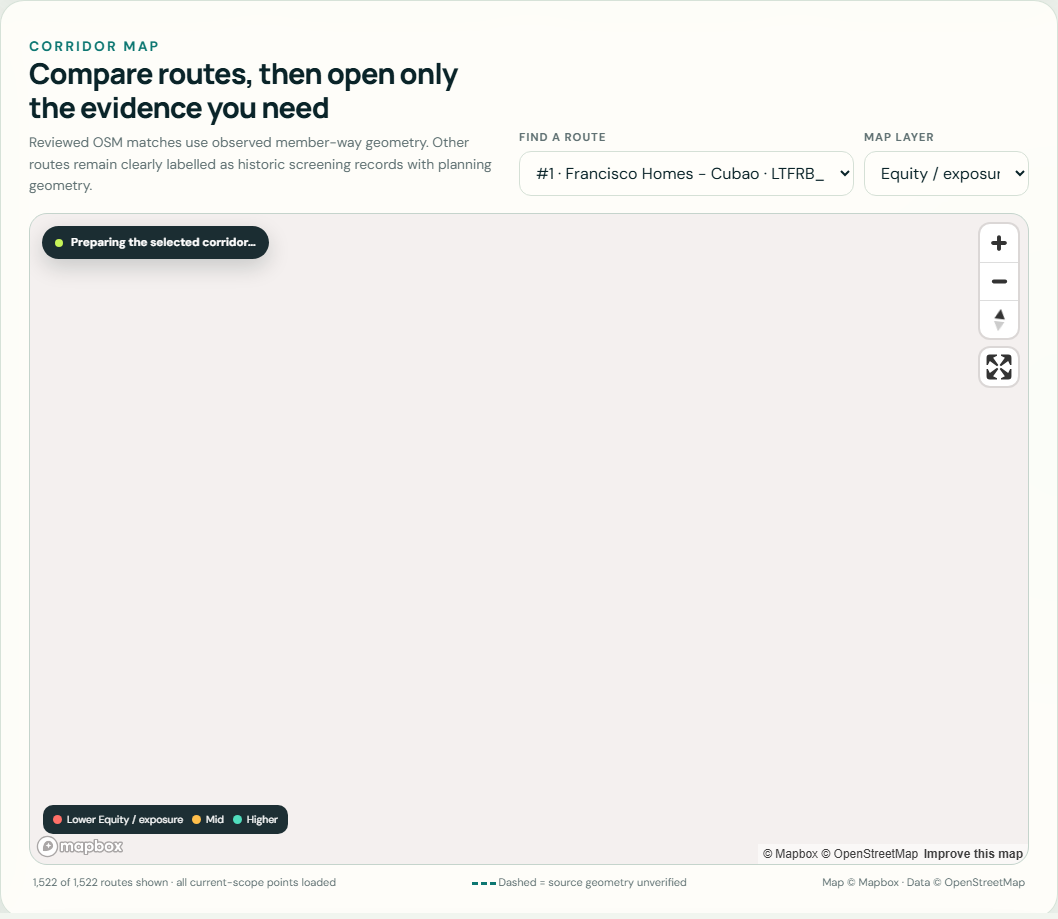 CORRIDOR MAP
Compare routes, then open only
the evidence you need
Reviewed OSM matches use observed member-way geometry. Other
routes remain clearly labelled as historic screening records with planning
geometry.
FIND A ROUTE
#1 · Francisco Homes - Cubao · LTFRB_
MAP LAYER
Equity / exposur
Preparing the selected corridor…
Lower Equity / exposure Mid Higher
mapbox
© Mapbox © OpenStreetMap Improve this map
1,522 of 1,522 routes shown · all current-scope points loaded
Dashed = source geometry unverified
Map © Mapbox · Data © OpenStreetMap